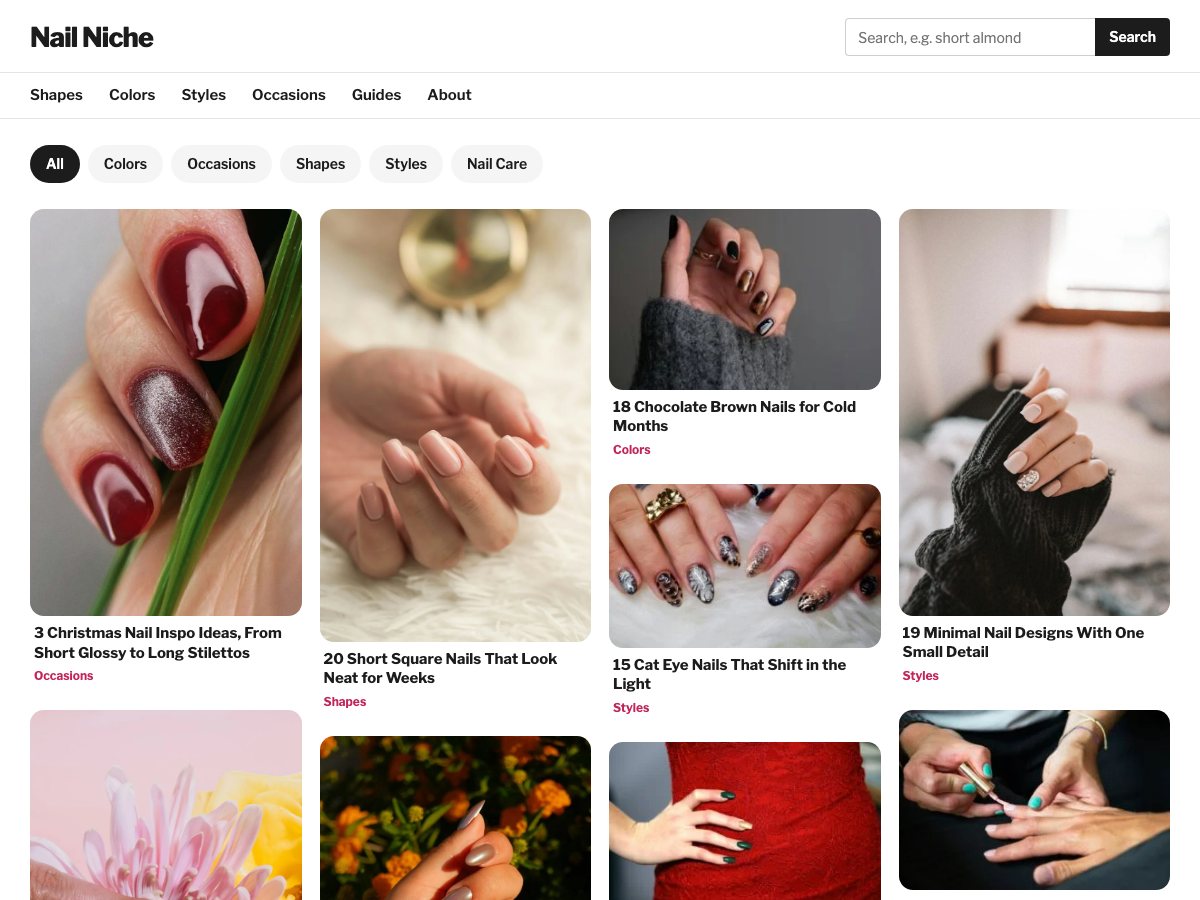 Nail Niche
Search, e.g. short almond
Search
Shapes
Colors
Styles
Occasions
Guides
About
All
Colors
Occasions
Shapes
Styles
Nail Care
3 Christmas Nail Inspo Ideas, From
Short Glossy to Long Stilettos
Occasions
20 Short Square Nails That Look
Neat for Weeks
Shapes
18 Chocolate Brown Nails for Cold
Months
Colors
15 Cat Eye Nails That Shift in the
Light
Styles
19 Minimal Nail Designs With One
Small Detail
Styles